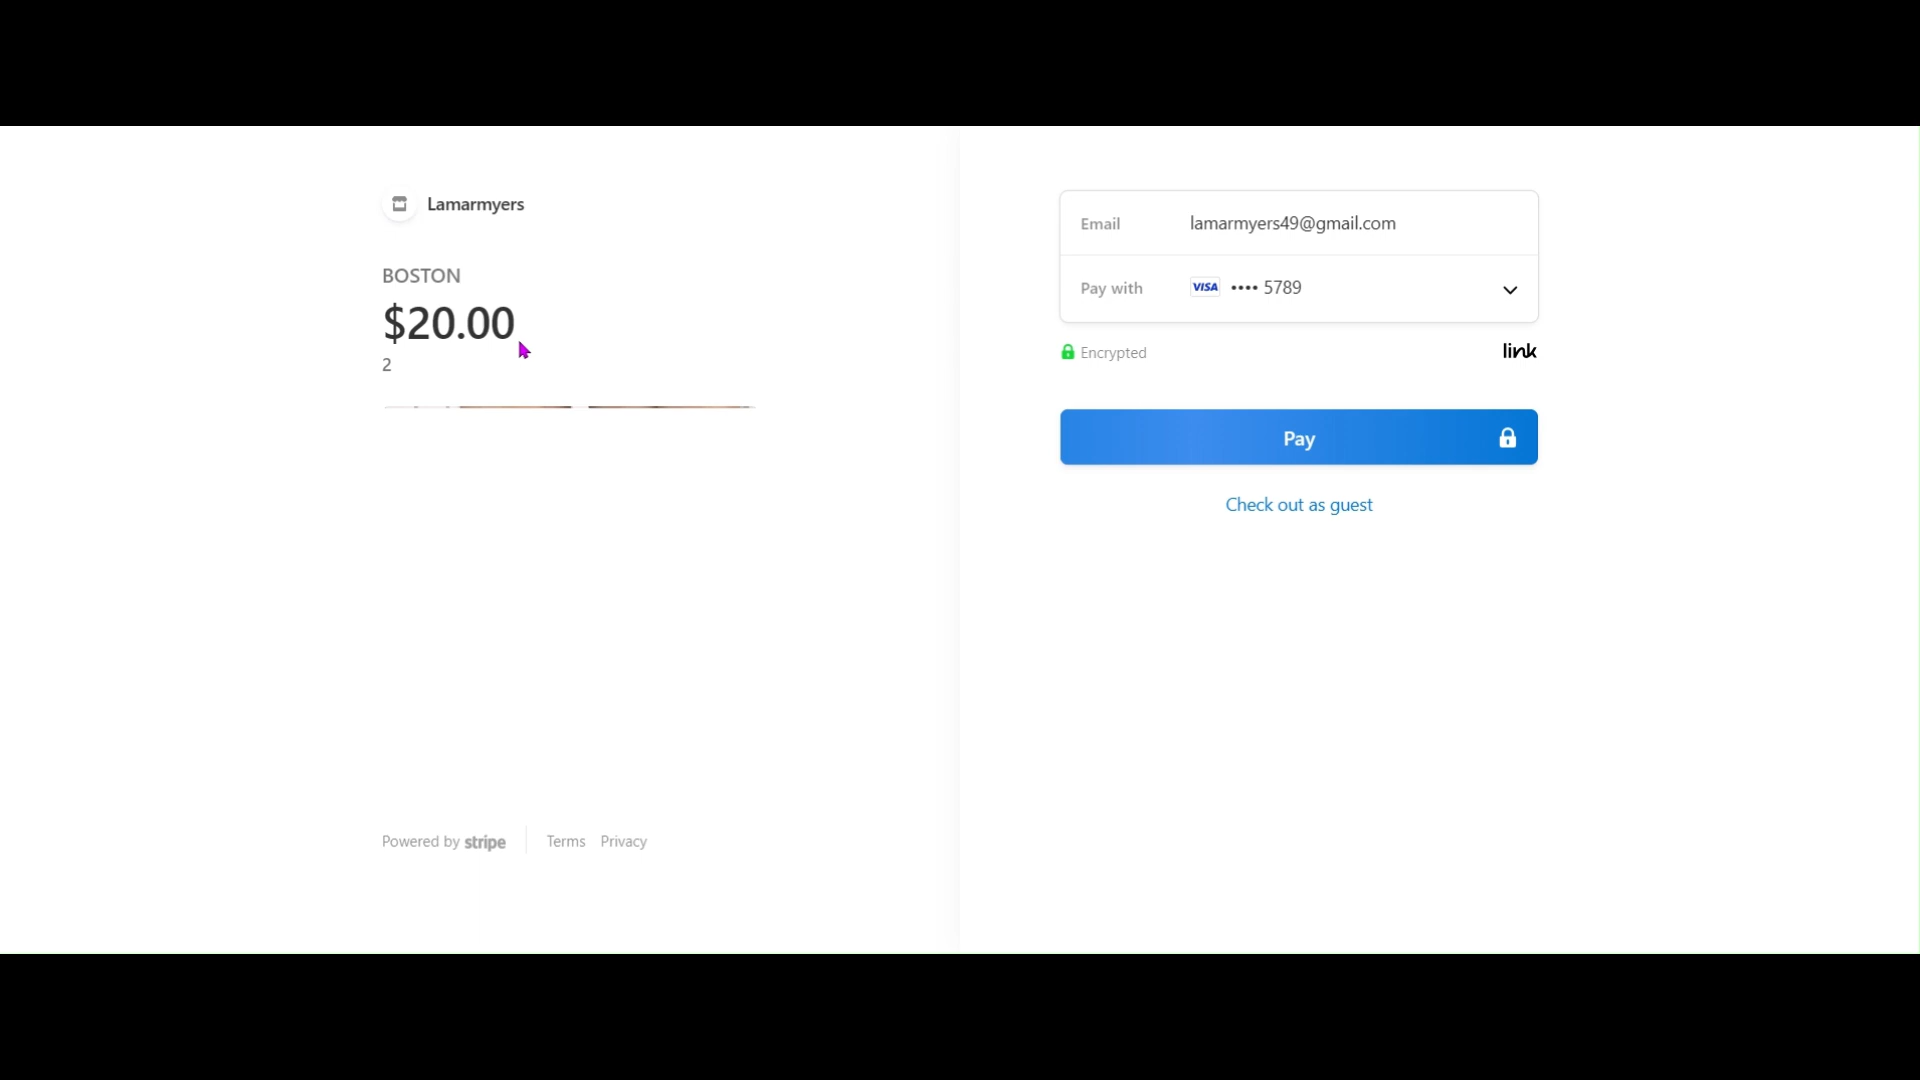 Lamarmyers
BOSTON
$20.00
2
Powered by stripe
Terms Privacy
Email lamarmyers49@gmail.com
Pay with VISA •••• 5789
Encrypted
link
Pay
Check out as guest